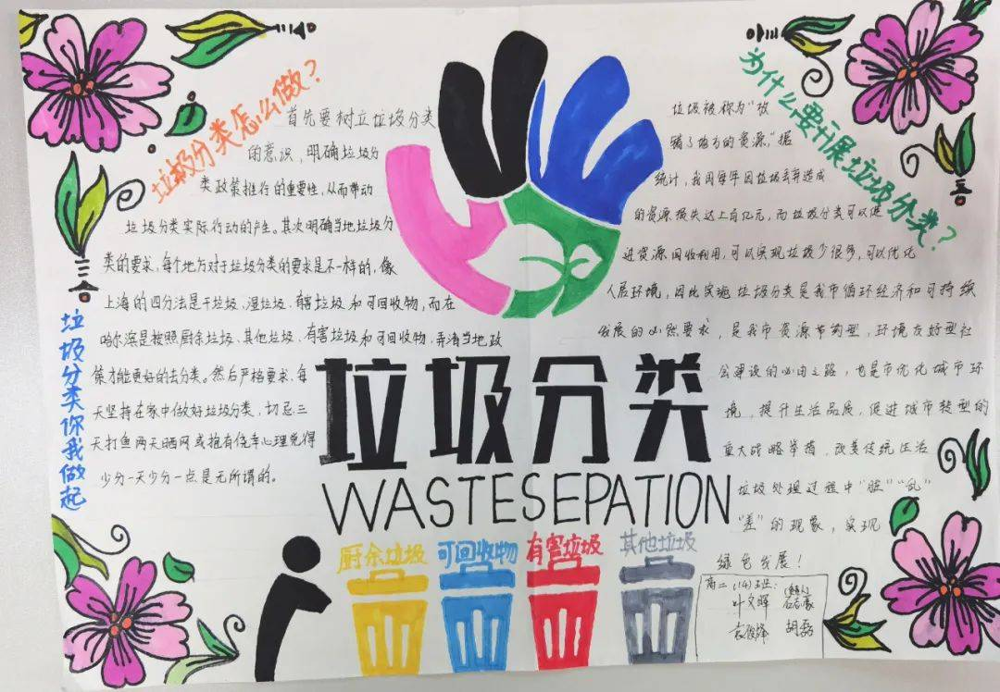 垃圾分类怎么做?
首先要树立垃圾分类
的意识,明确垃圾分
类政策推行的重要性,从而带动
垃圾分类实际行动的产生。其次明确当地垃圾分
类的要求,每个地方对于垃圾分类的要求是不一样的,像
上海的四分法是干垃圾、湿垃圾、有害垃圾和可回收物,而在
哈尔滨是按照厨余垃圾、其他垃圾、有害垃圾和可回收物,弄清当地政
策才能更好的去分类。然后严格要求,每
天坚持在家中做好垃圾分类,切忌三
天打鱼两天晒网或抱有侥幸心理觉得
少分一天少分一点是无所谓的。
垃圾分类你我做起
为什么要开展垃圾分类?
垃圾被称为“放
错了地方的资源,”据
统计,我国每年因垃圾丢弃造成
的资源损失达上百亿元,而垃圾分类可以促
进资源回收利用,可以实现垃圾少很多,可以优化
人居环境,因此实施垃圾分类是我市循环经济和可持续
发展的必然要求,是我市资源节约型,环境友好型社
会建设的必由之路,也是市优化城市环
境,提升生活品质,促进城市转型的
重大战略举措,改善传统生活
垃圾处理过程中“脏”“乱”
“差”的现象,实现
绿色发展!
垃圾分类
WASTESEPATION
厨余垃圾 可回收物 有害垃圾 其他垃圾
高二(14)班:
叶文晖
胡磊